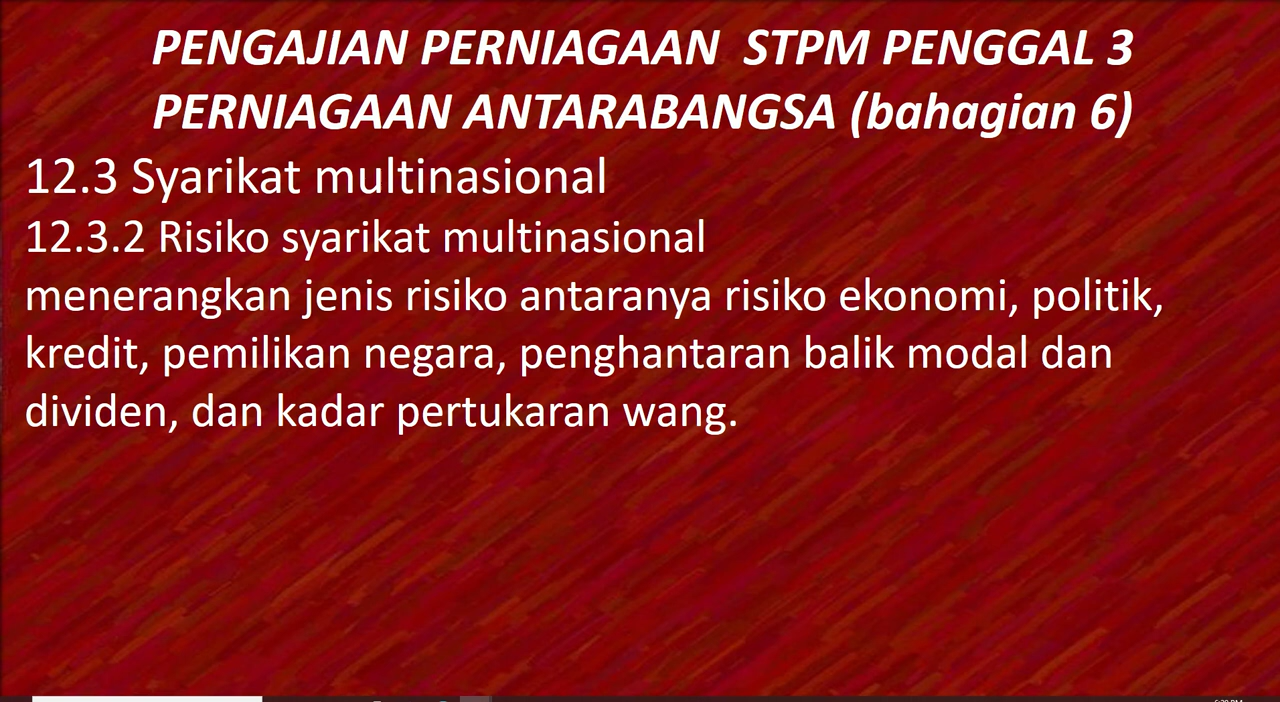 PENGAJIAN PERNIAGAAN STPM PENGGAL 3
PERNIAGAAN ANTARABANGSA (bahagian 6)
12.3 Syarikat multinasional
12.3.2 Risiko syarikat multinasional
menerangkan jenis risiko antaranya risiko ekonomi, politik,
kredit, pemilikan negara, penghantaran balik modal dan
dividen, dan kadar pertukaran wang.